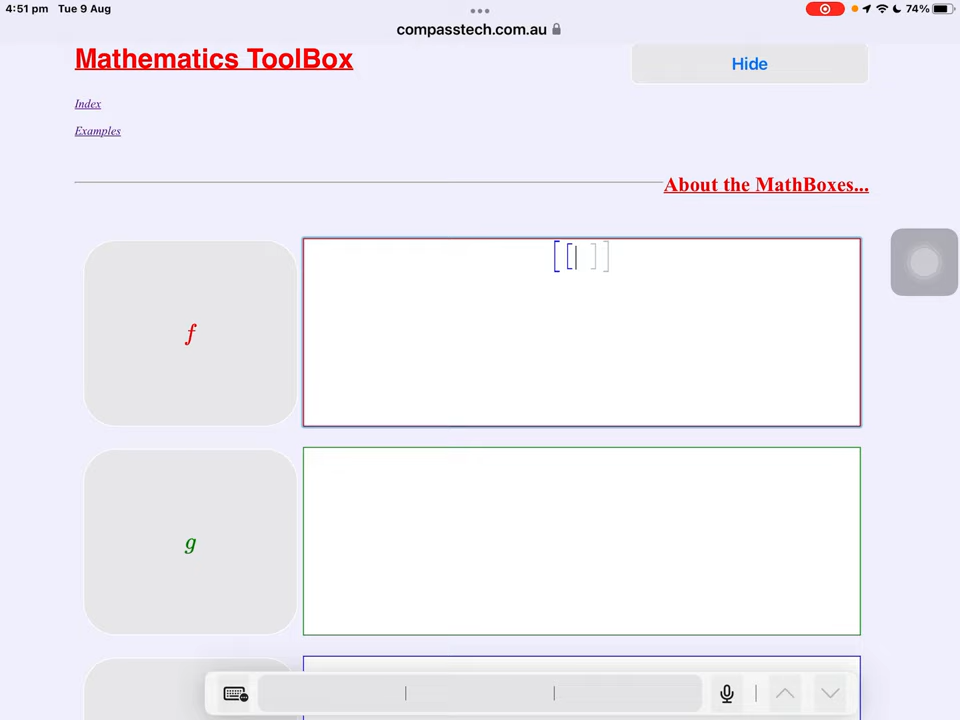 4:51 pm Tue 9 Aug
74%
compasstech.com.au
Mathematics ToolBox
Hide
Index
Examples
About the MathBoxes...
[[ ]]
f
g